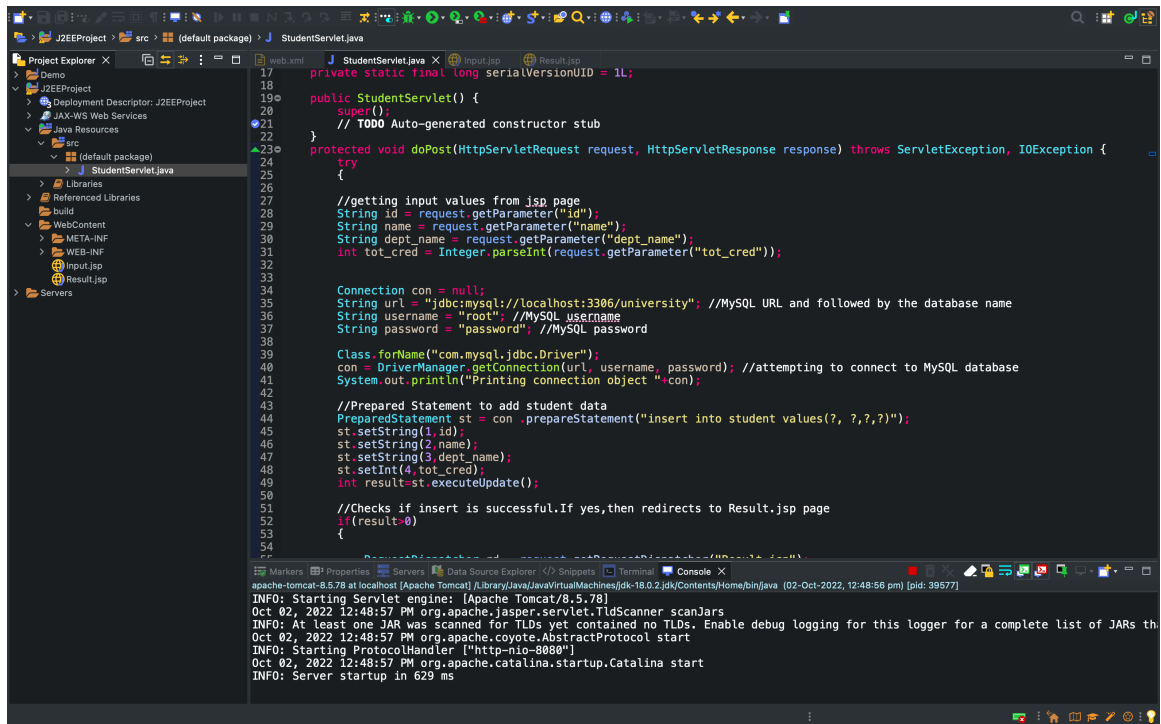 J2EEProject > src > (default package) > StudentServlet.java
Project Explorer
Demo
J2EEProject
Deployment Descriptor: J2EEProject
JAX-WS Web Services
Java Resources
src
(default package)
StudentServlet.java
Libraries
Referenced Libraries
build
WebContent
META-INF
WEB-INF
Input.jsp
Result.jsp
Servers
web.xml StudentServlet.java Input.jsp Result.jsp
17 private static final long serialVersionUID = 1L;
18
19 public StudentServlet() {
20 super();
21 // TODO Auto-generated constructor stub
22 }
23 protected void doPost(HttpServletRequest request, HttpServletResponse response) throws ServletException, IOException {
24 try
25 {
26
27 //getting input values from jsp page
28 String id = request.getParameter("id");
29 String name = request.getParameter("name");
30 String dept_name = request.getParameter("dept_name");
31 int tot_cred = Integer.parseInt(request.getParameter("tot_cred"));
32
33
34 Connection con = null;
35 String url = "jdbc:mysql://localhost:3306/university"; //MySQL URL and followed by the database name
36 String username = "root"; //MySQL username
37 String password = "password"; //MySQL password
38
39 Class.forName("com.mysql.jdbc.Driver");
40 con = DriverManager.getConnection(url, username, password); //attempting to connect to MySQL database
41 System.out.println("Printing connection object "+con);
42
43 //Prepared Statement to add student data
44 PreparedStatement st = con .prepareStatement("insert into student values(?, ?,?,?)");
45 st.setString(1,id);
46 st.setString(2,name);
47 st.setString(3,dept_name);
48 st.setInt(4,tot_cred);
49 int result=st.executeUpdate();
50
51 //Checks if insert is successful.If yes,then redirects to Result.jsp page
52 if(result>0)
53 {
54
Markers Properties Servers Data Source Explorer Snippets Terminal Console
apache-tomcat-8.5.78 at localhost [Apache Tomcat] /Library/Java/JavaVirtualMachines/jdk-18.0.2.jdk/Contents/Home/bin/java (02-Oct-2022, 12:48:56 pm) [pid: 39577]
INFO: Starting Servlet engine: [Apache Tomcat/8.5.78]
Oct 02, 2022 12:48:57 PM org.apache.jasper.servlet.TldScanner scanJars
INFO: At least one JAR was scanned for TLDs yet contained no TLDs. Enable debug logging for this logger for a complete list of JARs
Oct 02, 2022 12:48:57 PM org.apache.coyote.AbstractProtocol start
INFO: Starting ProtocolHandler ["http-nio-8080"]
Oct 02, 2022 12:48:57 PM org.apache.catalina.startup.Catalina start
INFO: Server startup in 629 ms